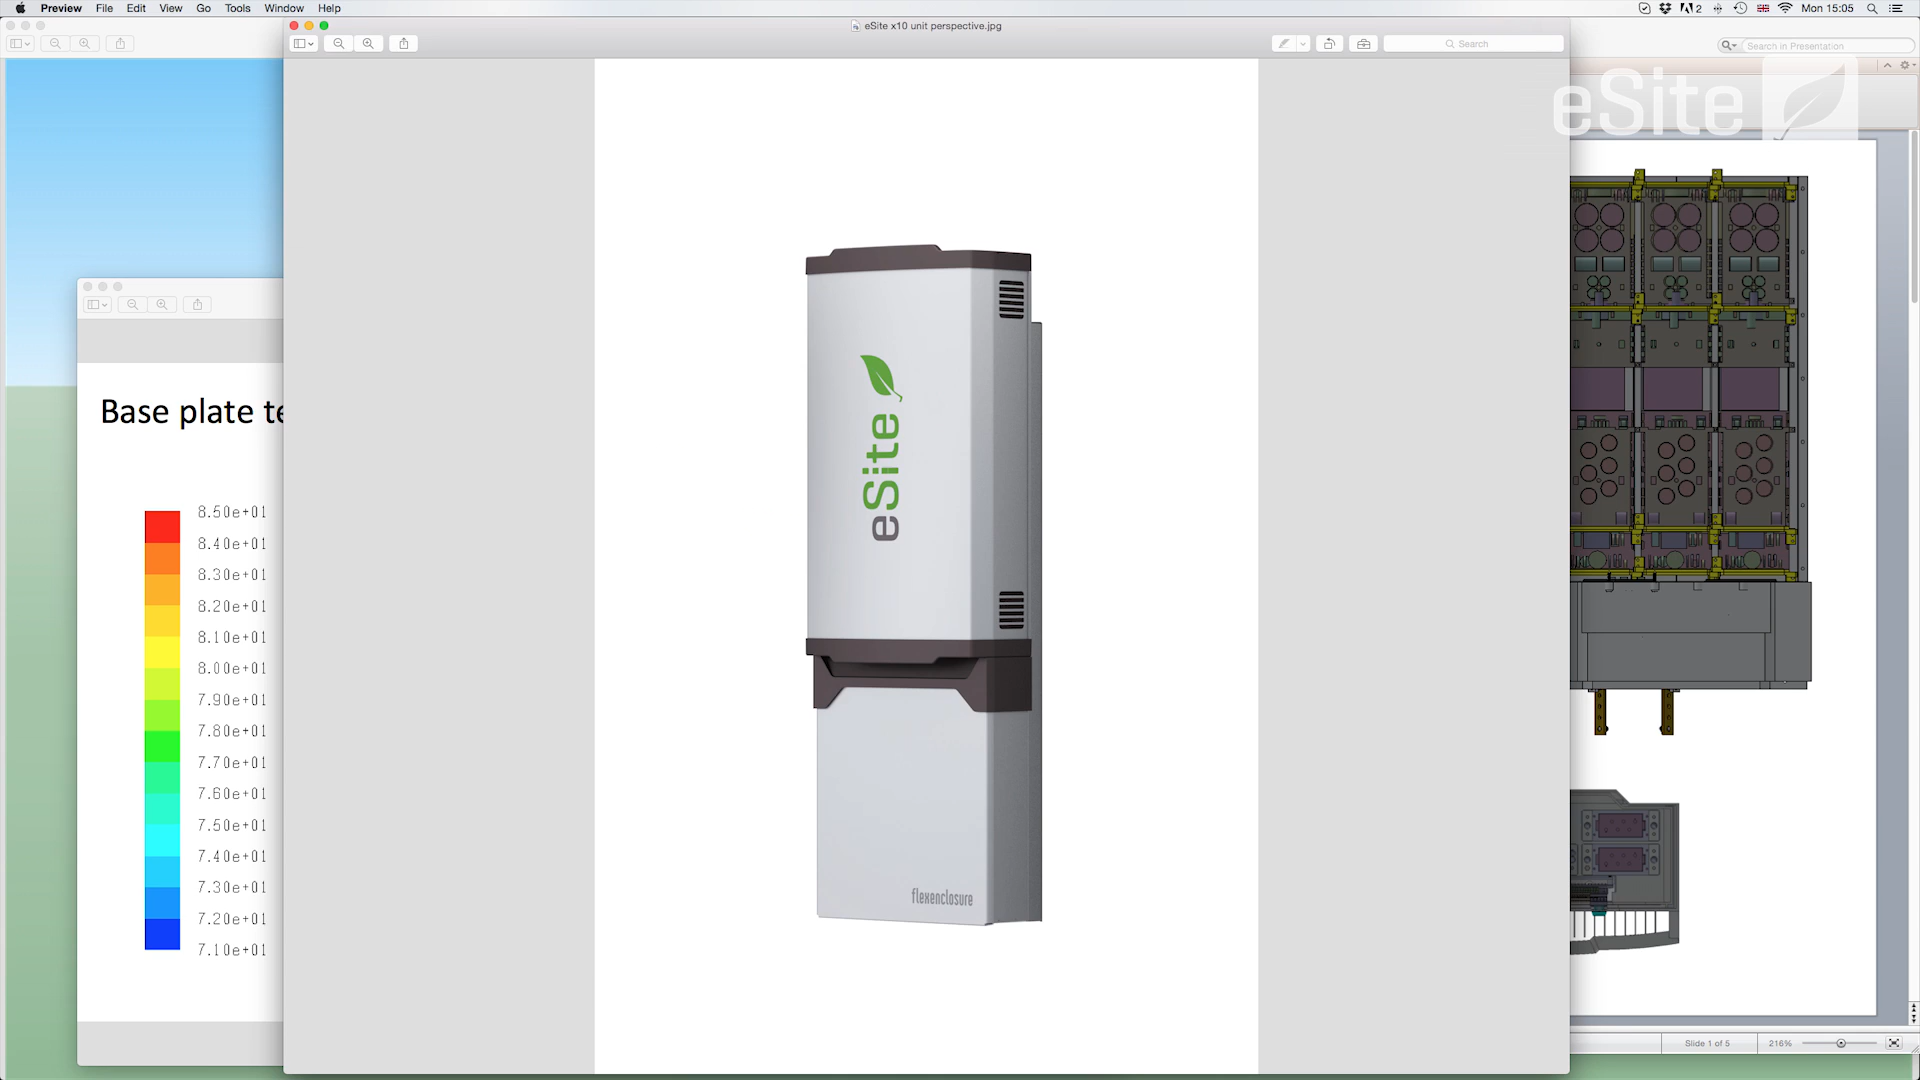 Preview File Edit View Go Tools Window Help
2 Mon 15:05
eSite x10 unit perspective.jpg
Search
Search in Presentation
eSite
Base plate te
8.50e+01
8.40e+01
8.30e+01
8.20e+01
8.10e+01
8.00e+01
7.90e+01
7.80e+01
7.70e+01
7.60e+01
7.50e+01
7.40e+01
7.30e+01
7.20e+01
7.10e+01
eSite
flexenclosure
Slide 1 of 5
216%